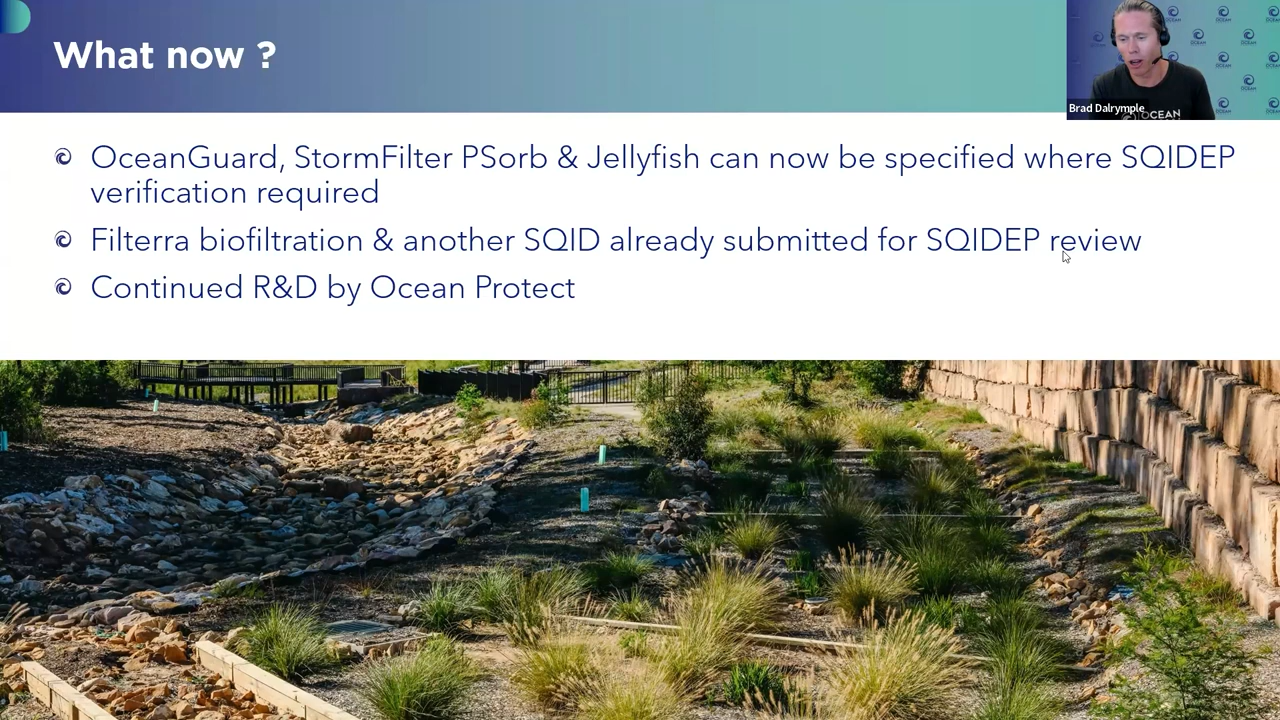 What now ?
Brad Dalrymple
OCEAN
OceanGuard, StormFilter PSorb & Jellyfish can now be specified where SQIDEP
verification required
Filterra biofiltration & another SQID already submitted for SQIDEP review
Continued R&D by Ocean Protect